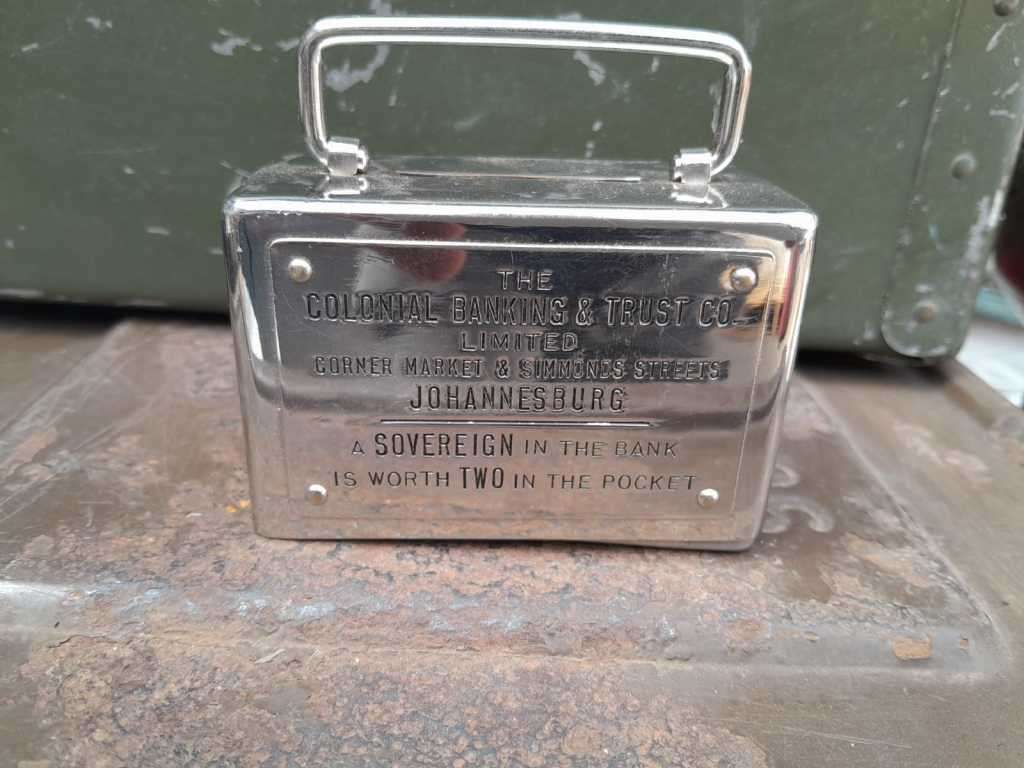 THE
COLONIAL BANKING & TRUST CO.
LIMITED
CORNER MARKET & SIMMONDS STREETS
JOHANNESBURG
A SOVEREIGN IN THE BANK
IS WORTH TWO IN THE POCKET